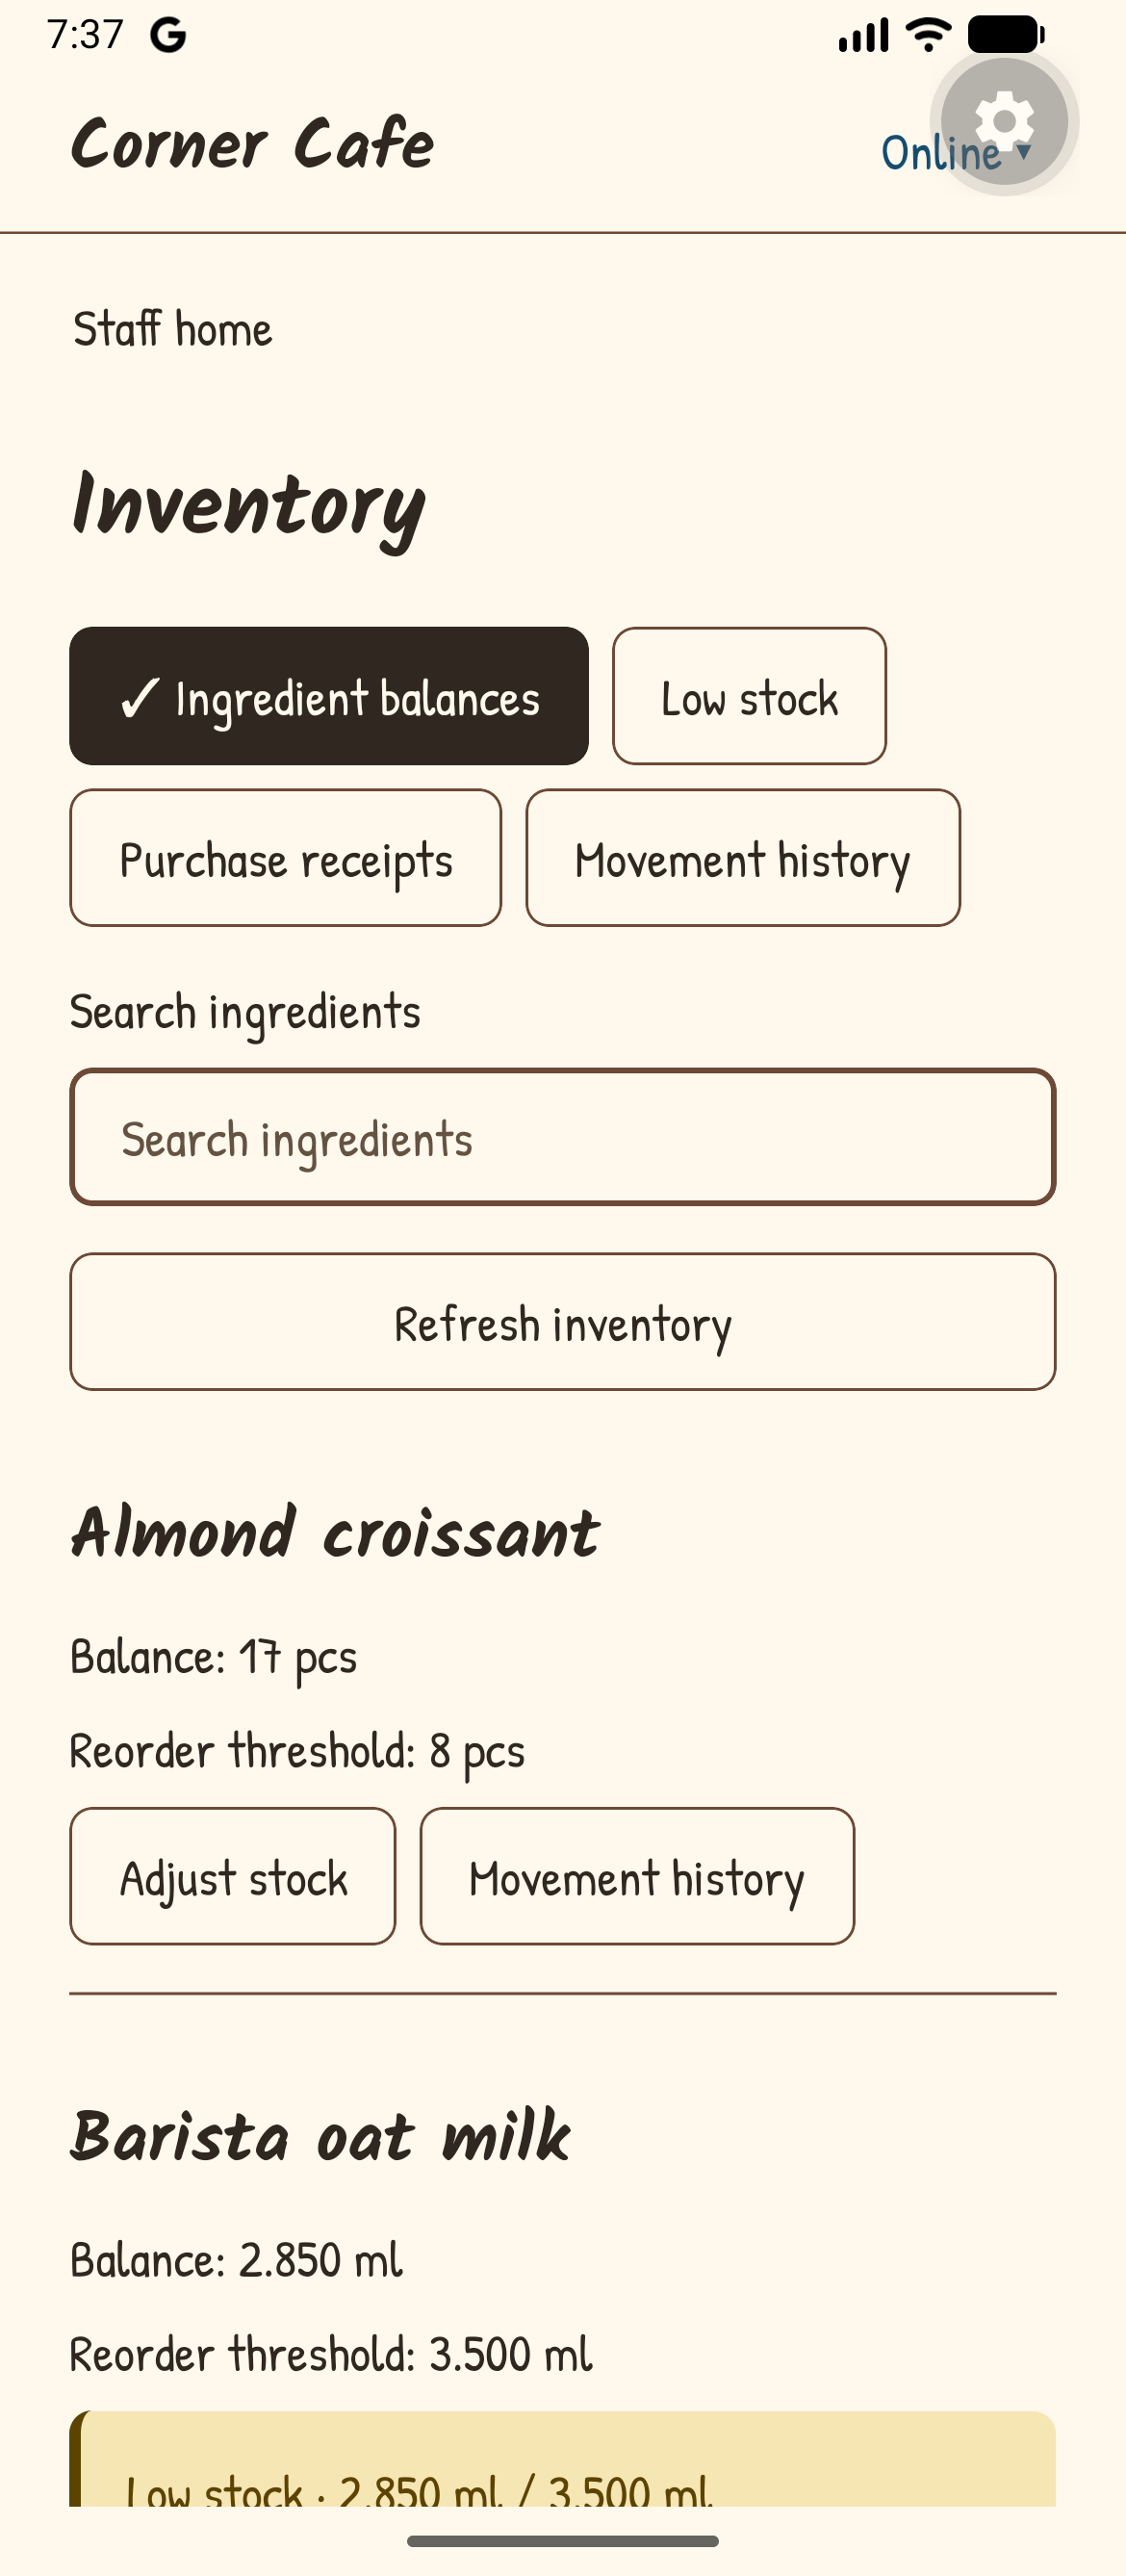 7:37
Corner Cafe
Online ▾
Staff home
Inventory
✓ Ingredient balances
Low stock
Purchase receipts
Movement history
Search ingredients
Search ingredients
Refresh inventory
Almond croissant
Balance: 17 pcs
Reorder threshold: 8 pcs
Adjust stock
Movement history
Barista oat milk
Balance: 2.850 ml
Reorder threshold: 3.500 ml
Low stock · 2.850 ml / 3.500 ml